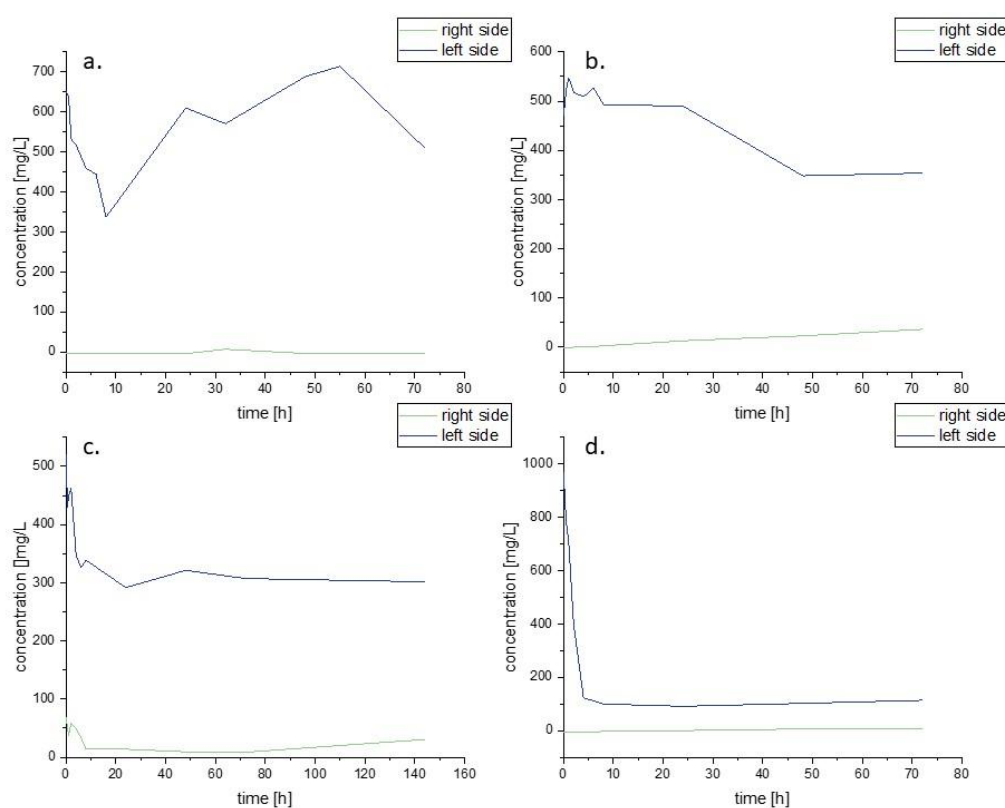 right side
left side
a.
700
600
500
400
300
200
100
0
concentration [mg/L]
0 10 20 30 40 50 60 70 80
time [h]
right side
left side
b.
600
500
400
300
200
100
0
concentration [mg/L]
0 10 20 30 40 50 60 70 80
time [h]
right side
left side
c.
500
400
300
200
100
0
concentration []mg/L
0 20 40 60 80 100 120 140 160
time [h]
right side
left side
d.
1000
800
600
400
200
0
concentration [mg/L]
0 10 20 30 40 50 60 70 80
time [h]